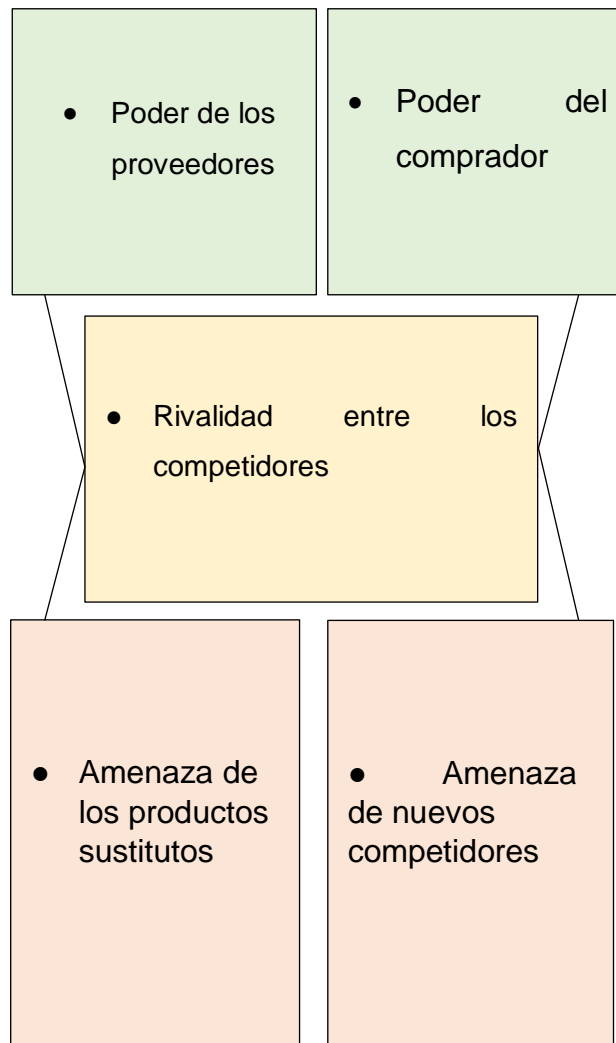 ● Poder de los
proveedores
● Poder del
comprador
● Rivalidad entre los
competidores
● Amenaza de
los productos
sustitutos
● Amenaza
de nuevos
competidores